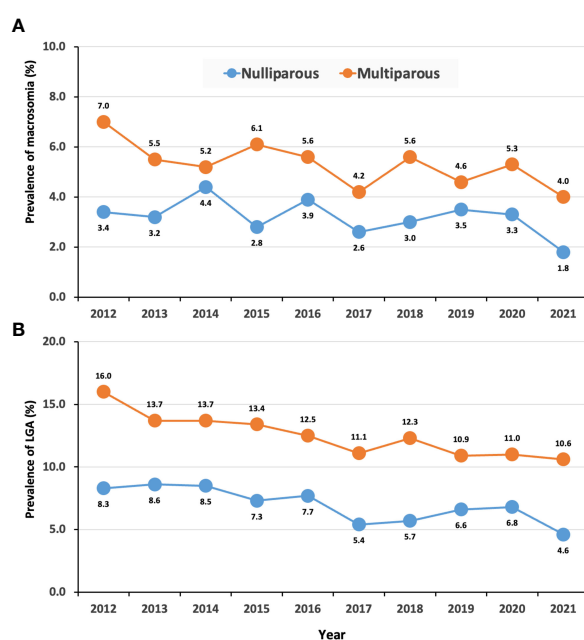 A
Prevalence of macrosomia (%)
10.0
8.0
6.0
4.0
2.0
0.0
Nulliparous Multiparous
7.0 5.5 5.2 6.1 5.6 4.2 5.6 4.6 5.3 4.0
3.4 3.2 4.4 2.8 3.9 2.6 3.0 3.5 3.3 1.8
2012 2013 2014 2015 2016 2017 2018 2019 2020 2021
B
Prevalence of LGA (%)
20.0
15.0
10.0
5.0
0.0
16.0 13.7 13.7 13.4 12.5 11.1 12.3 10.9 11.0 10.6
8.3 8.6 8.5 7.3 7.7 5.4 5.7 6.6 6.8 4.6
2012 2013 2014 2015 2016 2017 2018 2019 2020 2021
Year